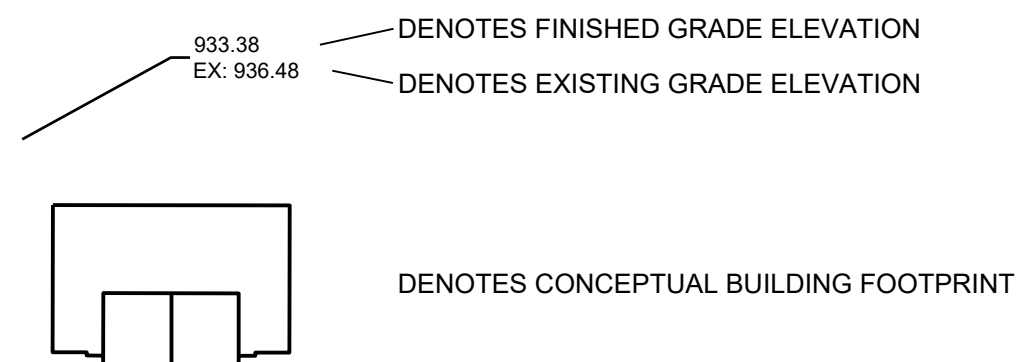 933.38
EX: 936.48
DENOTES FINISHED GRADE ELEVATION
DENOTES EXISTING GRADE ELEVATION
DENOTES CONCEPTUAL BUILDING FOOTPRINT